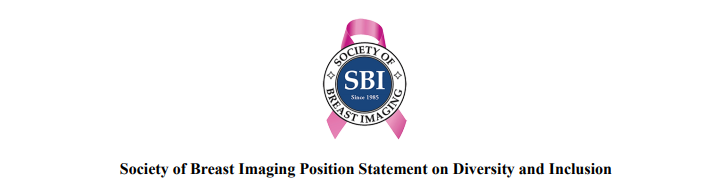 SOCIETY OF
SBI
Since 1985
BREAST IMAGING
Society of Breast Imaging Position Statement on Diversity and Inclusion